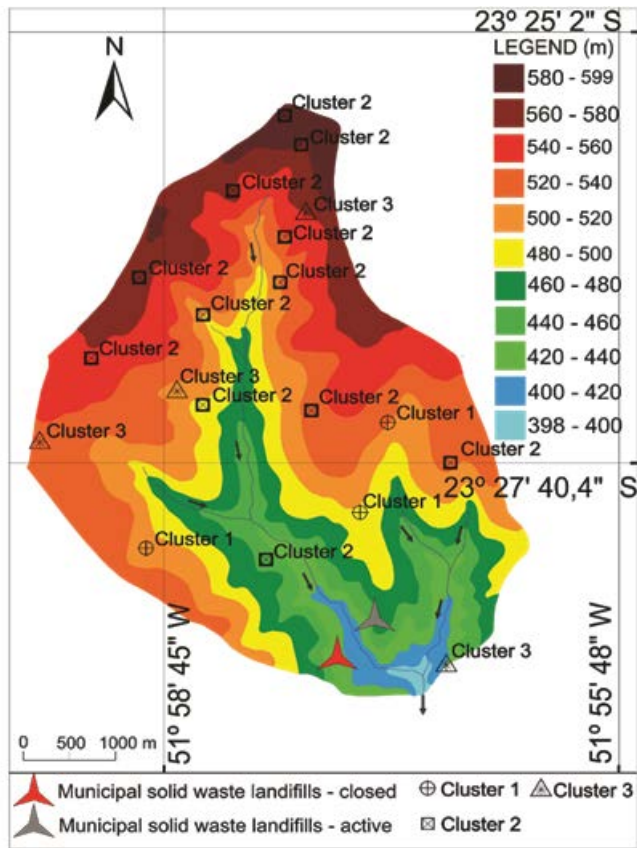 23º 25' 2" S
LEGEND (m)
N
580 - 599
560 - 580
540 - 560
520 - 540
500 - 520
480 - 500
460 - 480
440 - 460
420 - 440
400 - 420
398 - 400
Cluster 2
Cluster 2
Cluster 2
Cluster 3
Cluster 2
Cluster 2
Cluster 2
Cluster 2
Cluster 2
Cluster 3
Cluster 2
Cluster 2
Cluster 1
Cluster 3
Cluster 2
23º 27' 40,4" S
Cluster 1
Cluster 1
Cluster 2
Cluster 3
51º 58' 45" W
51º 55' 48" W
0 500 1000 m
Municipal solid waste landfills - closed
Cluster 1
Cluster 3
Municipal solid waste landfills - active
Cluster 2